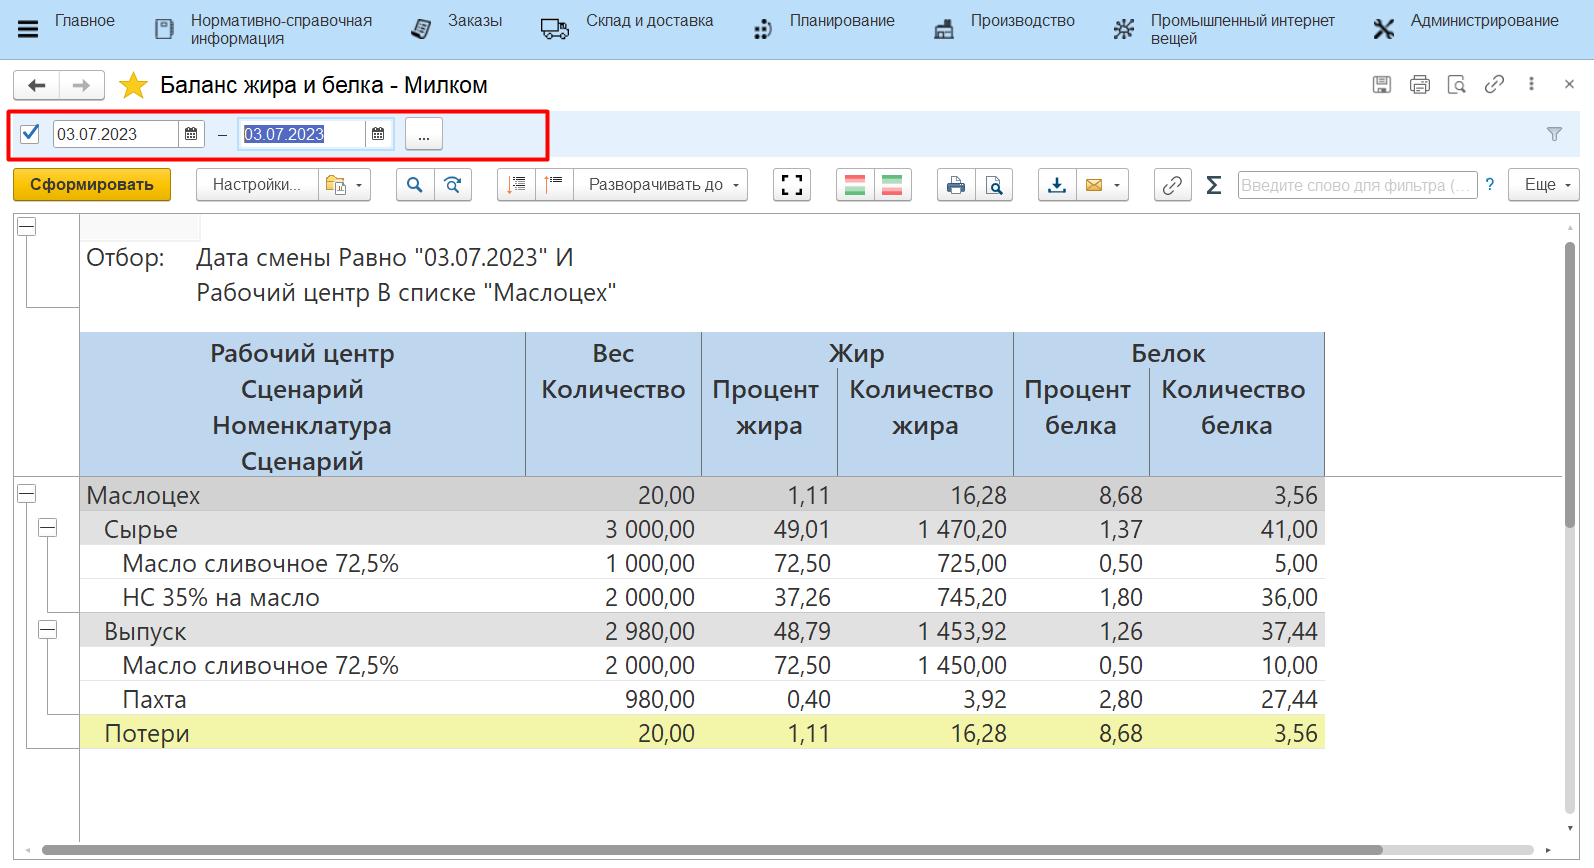 Главное
Нормативно-справочная
информация
Заказы
Склад и доставка
Планирование
Производство
Промышленный интернет
вещей
Администрирование
Баланс жира и белка - Милком
03.07.2023 – 03.07.2023 ...
Сформировать Настройки... Разворачивать до Σ Введите слово для фильтра (... ? Еще
Отбор: Дата смены Равно "03.07.2023" И
Рабочий центр В списке "Маслоцех"
Рабочий центр Вес Жир Белок
Сценарий Количество Процент Количество Процент Количество
Номенклатура жира жира белка белка
Сценарий
Маслоцех 20,00 1,11 16,28 8,68 3,56
Сырье 3 000,00 49,01 1 470,20 1,37 41,00
Масло сливочное 72,5% 1 000,00 72,50 725,00 0,50 5,00
НС 35% на масло 2 000,00 37,26 745,20 1,80 36,00
Выпуск 2 980,00 48,79 1 453,92 1,26 37,44
Масло сливочное 72,5% 2 000,00 72,50 1 450,00 0,50 10,00
Пахта 980,00 0,40 3,92 2,80 27,44
Потери 20,00 1,11 16,28 8,68 3,56